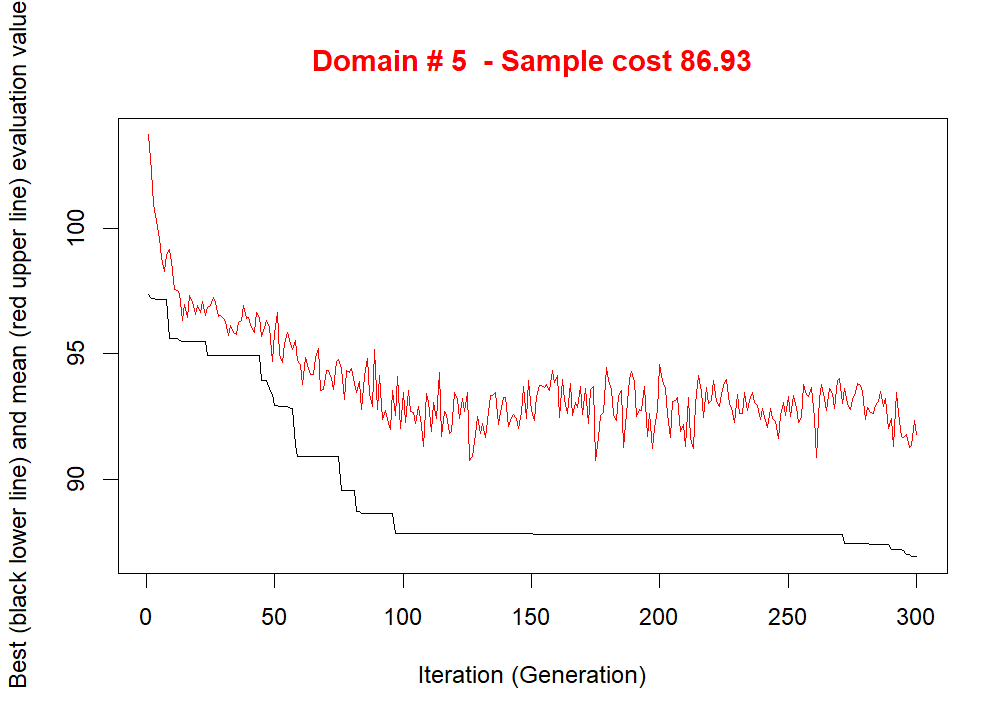 Domain # 5  - Sample cost 86.93
Best (black lower line) and mean (red upper line) evaluation value
100
95
90
0 50 100 150 200 250 300
Iteration (Generation)